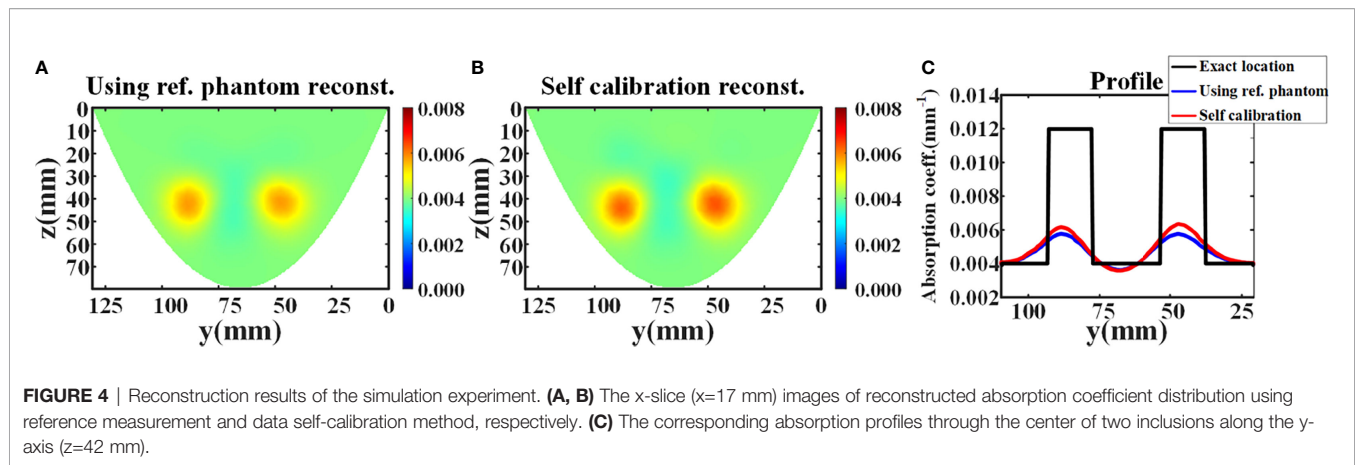 A
Using ref. phantom reconst.
0
10
20
30
40
50
60
70
z(mm)
125 100 75 50 25 0
y(mm)
0.008
0.006
0.004
0.002
0.000
B
Self calibration reconst.
0
10
20
30
40
50
60
70
z(mm)
125 100 75 50 25 0
y(mm)
0.008
0.006
0.004
0.002
0.000
C
Profile
Exact location
Using ref. phantom
Self calibration
Absorption coeff.(mm⁻¹)
0.014
0.012
0.010
0.008
0.006
0.004
0.002
100 75 50 25
y(mm)
FIGURE 4 | Reconstruction results of the simulation experiment. (A, B) The x-slice (x=17 mm) images of reconstructed absorption coefficient distribution using
reference measurement and data self-calibration method, respectively. (C) The corresponding absorption profiles through the center of two inclusions along the y-
axis (z=42 mm).